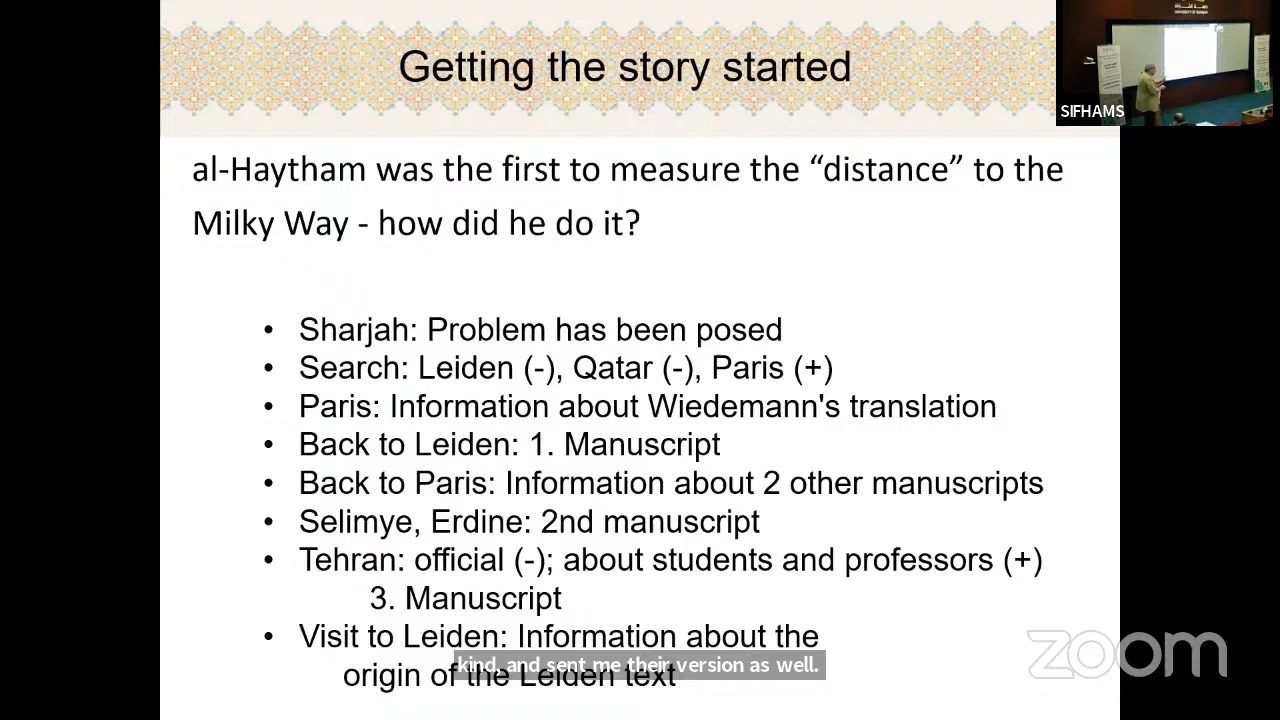 Getting the story started
SIFHAMS
al-Haytham was the first to measure the “distance” to the
Milky Way - how did he do it?
• Sharjah: Problem has been posed
• Search: Leiden (-), Qatar (-), Paris (+)
• Paris: Information about Wiedemann's translation
• Back to Leiden: 1. Manuscript
• Back to Paris: Information about 2 other manuscripts
• Selimye, Erdine: 2nd manuscript
• Tehran: official (-); about students and professors (+)
3. Manuscript
• Visit to Leiden: Information about the
origin of the Leiden text
kind, and sent me their version as well.
zoom